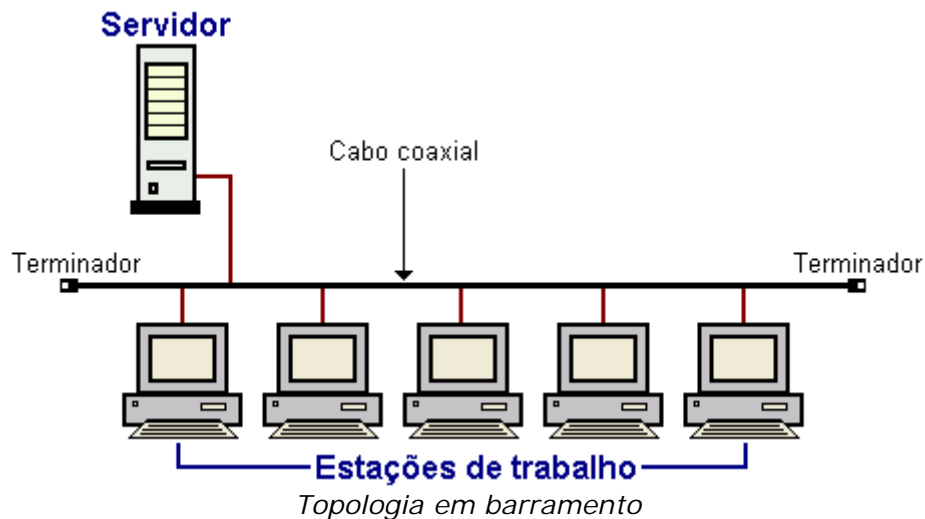 Servidor
Cabo coaxial
Terminador
Terminador
Estações de trabalho
Topologia em barramento